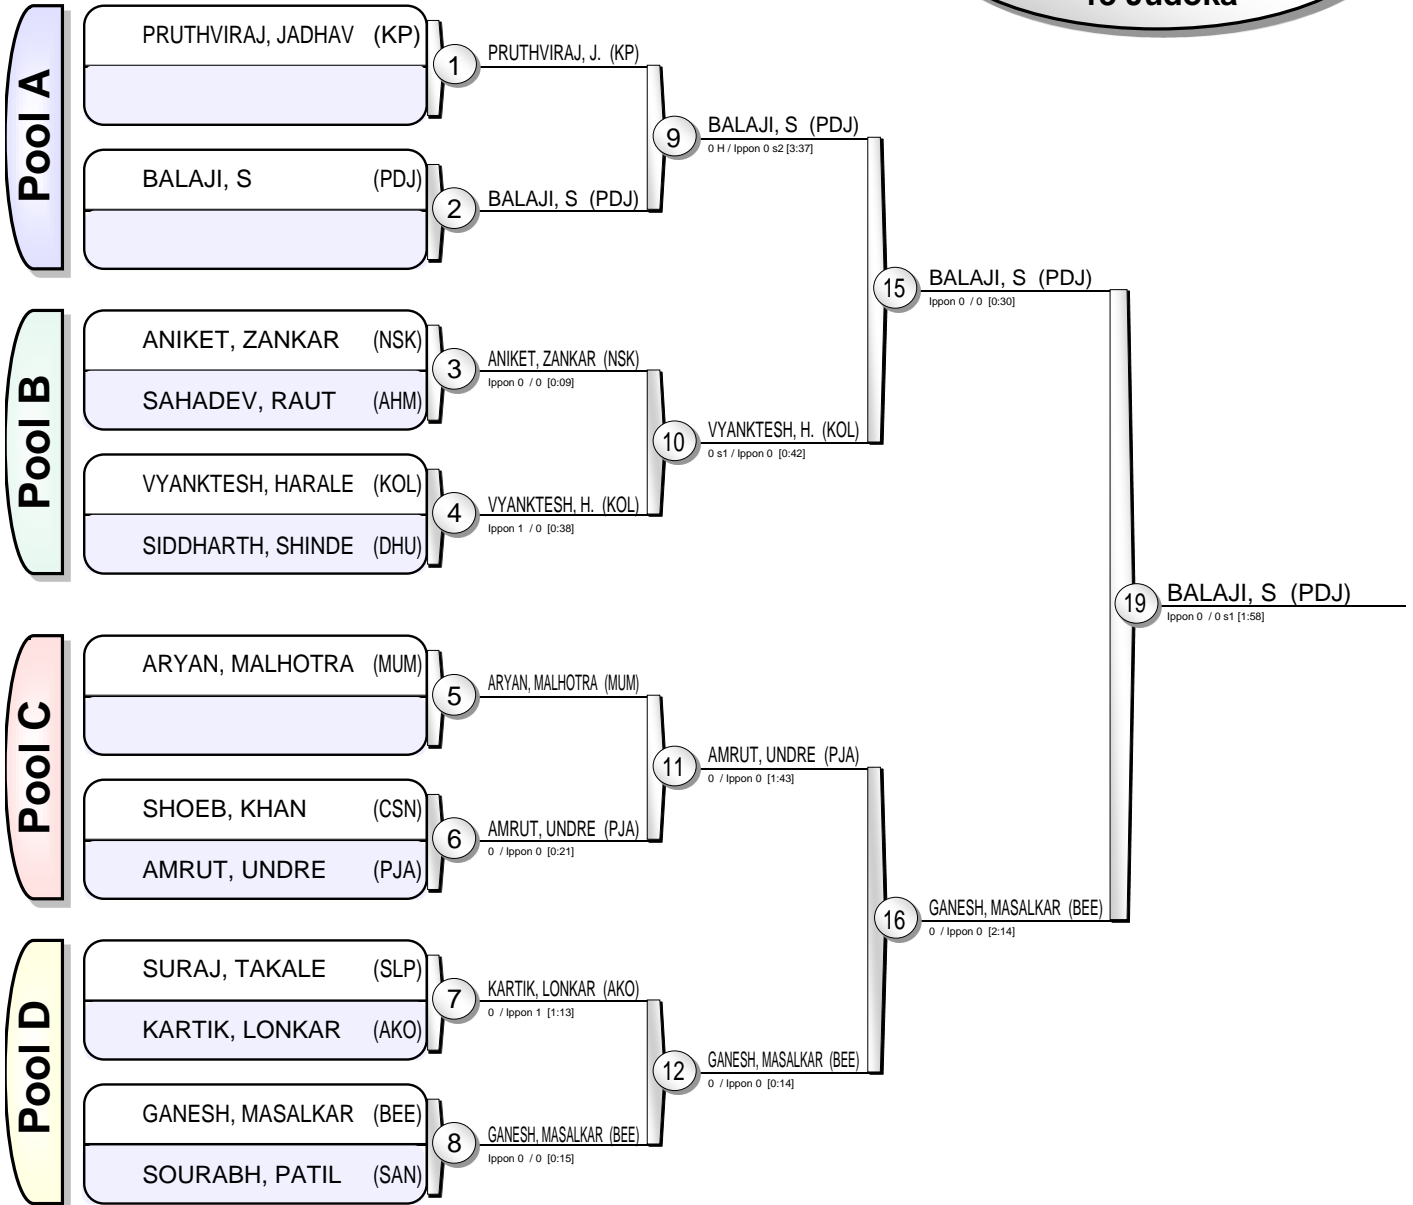 Pool A
PRUTHVIRAJ, JADHAV (KP)
BALAJI, S (PDJ)
Pool B
ANIKET, ZANKAR (NSK)
SAHADEV, RAUT (AHM)
VYANKTESH, HARALE (KOL)
SIDDHARTH, SHINDE (DHU)
Pool C
ARYAN, MALHOTRA (MUM)
SHOEB, KHAN (CSN)
AMRUT, UNDRE (PJA)
Pool D
SURAJ, TAKALE (SLP)
KARTIK, LONKAR (AKO)
GANESH, MASALKAR (BEE)
SOURABH, PATIL (SAN)
1
PRUTHVIRAJ, J. (KP)
2
BALAJI, S (PDJ)
3
ANIKET, ZANKAR (NSK)
Ippon 0 / 0 [0:09]
4
VYANKTESH, H. (KOL)
Ippon 1 / 0 [0:38]
5
ARYAN, MALHOTRA (MUM)
6
AMRUT, UNDRE (PJA)
0 / Ippon 0 [0:21]
7
KARTIK, LONKAR (AKO)
0 / Ippon 1 [1:13]
8
GANESH, MASALKAR (BEE)
Ippon 0 / 0 [0:15]
9
BALAJI, S (PDJ)
0 H / Ippon 0 s2 [3:37]
10
VYANKTESH, H. (KOL)
0 s1 / Ippon 0 [0:42]
11
AMRUT, UNDRE (PJA)
0 / Ippon 0 [1:43]
12
GANESH, MASALKAR (BEE)
0 / Ippon 0 [0:14]
15
BALAJI, S (PDJ)
Ippon 0 / 0 [0:30]
16
GANESH, MASALKAR (BEE)
0 / Ippon 0 [2:14]
19
BALAJI, S (PDJ)
Ippon 0 / 0 s1 [1:58]